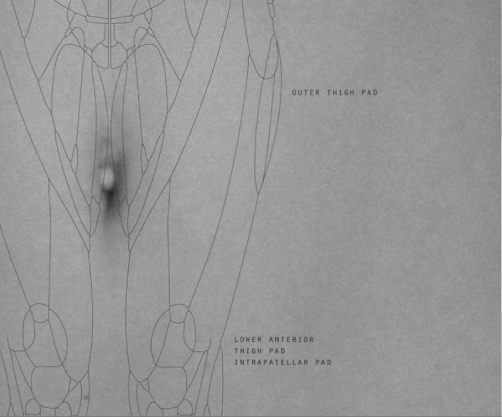 OUTER THIGH PAD
LOWER ANTERIOR
THIGH PAD
INTRAPATELLAR PAD